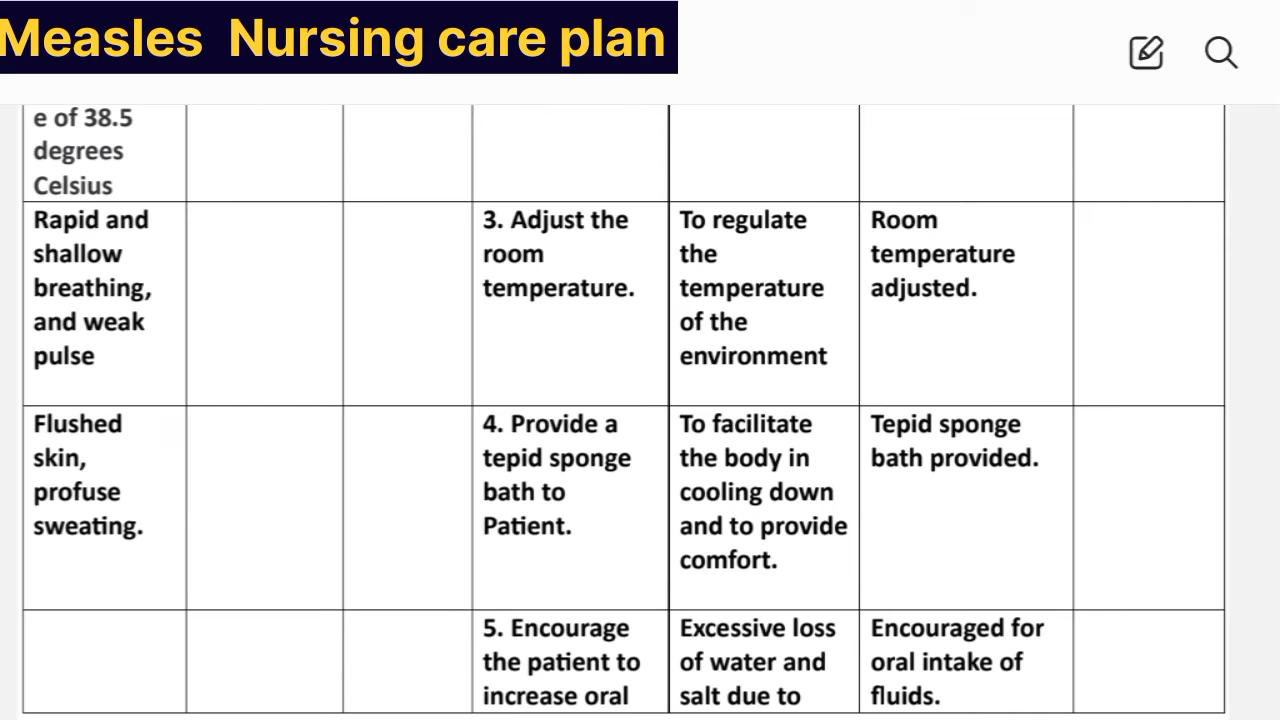 Measles Nursing care plan
e of 38.5
degrees
Celsius
Rapid and
shallow
breathing,
and weak
pulse
3. Adjust the
room
temperature.
To regulate
the
temperature
of the
environment
Room
temperature
adjusted.
Flushed
skin,
profuse
sweating.
4. Provide a
tepid sponge
bath to
Patient.
To facilitate
the body in
cooling down
and to provide
comfort.
Tepid sponge
bath provided.
5. Encourage
the patient to
increase oral
Excessive loss
of water and
salt due to
Encouraged for
oral intake of
fluids.